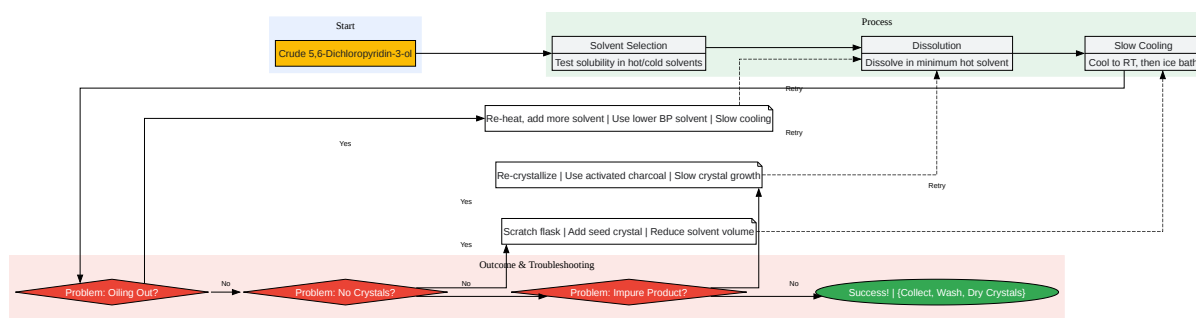 Start
Process
Crude 5,6-Dichloropyridin-3-ol
Solvent Selection
Test solubility in hot/cold solvents
Dissolution
Dissolve in minimum hot solvent
Slow Cooling
Cool to RT, then ice bath
Retry
Re-heat, add more solvent | Use lower BP solvent | Slow cooling
Retry
Yes
Re-crystallize | Use activated charcoal | Slow crystal growth
Retry
Yes
Scratch flask | Add seed crystal | Reduce solvent volume
Yes
Outcome & Troubleshooting
Problem: Oiling Out?
No
Problem: No Crystals?
No
Problem: Impure Product?
No
Success! | {Collect, Wash, Dry Crystals}